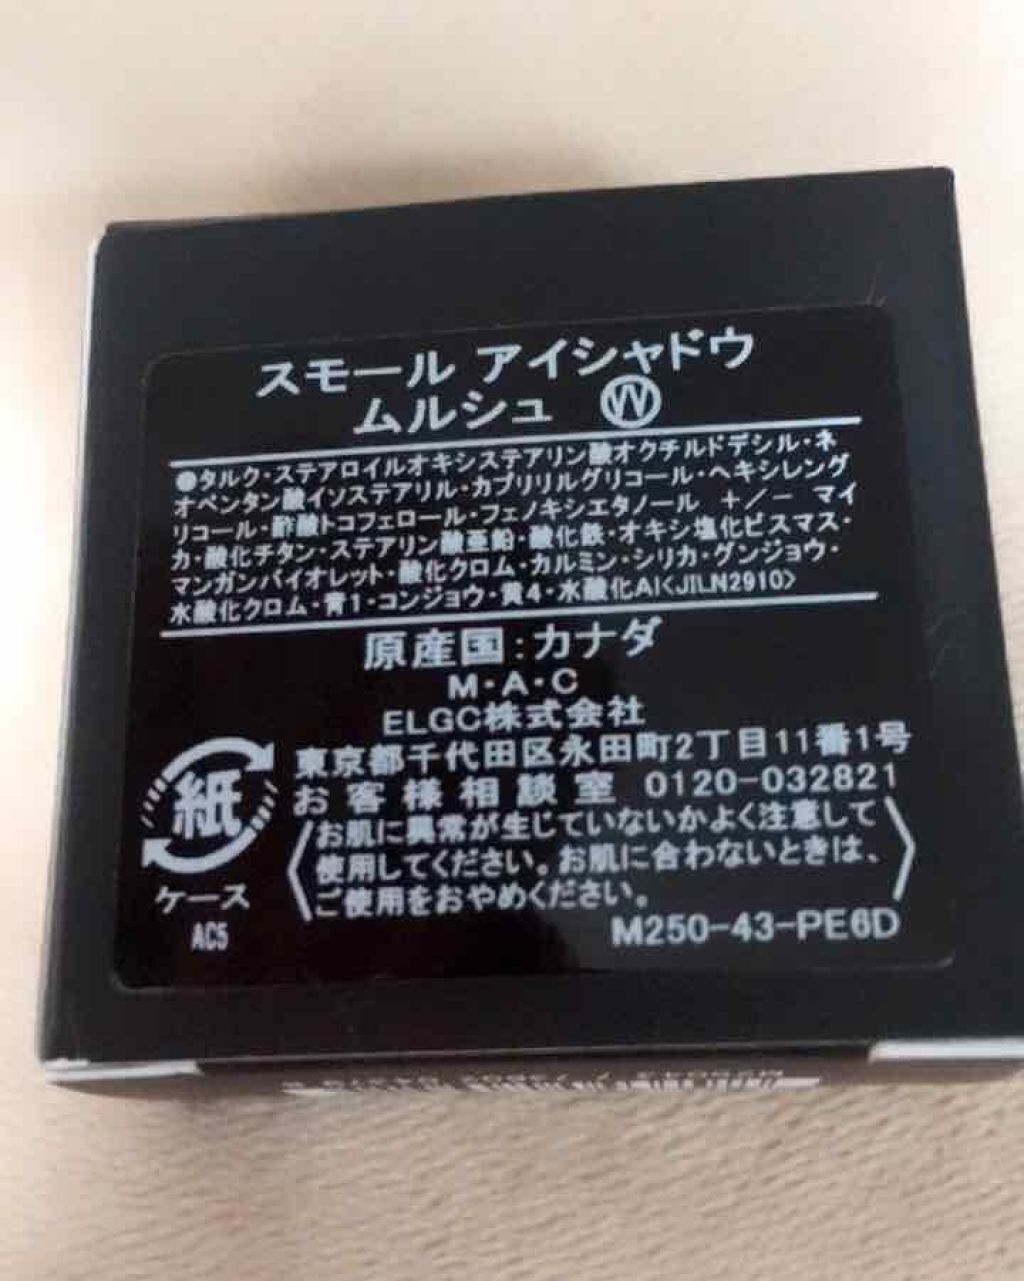 スモール アイシャドウ
ムルシュ Ⓦ
●タルク・ステアロイルオキシステアリン酸オクチルドデシル・ネ
オペンタン酸イソステアリル・カプリリルグリコール・ヘキシレング
リコール・酢酸トコフェロール・フェノキシエタノール +/− マイ
カ・酸化チタン・ステアリン酸亜鉛・酸化鉄・オキシ塩化ビスマス・
マンガンバイオレット・酸化クロム・カルミン・シリカ・グンジョウ・
水酸化クロム・青1・コンジョウ・黄4・水酸化Al<JILN2910>
原産国:カナダ
M・A・C
ELGC株式会社
東京都千代田区永田町2丁目11番1号
お客様相談室 0120-032821
お肌に異常が生じていないかよく注意して
使用してください。お肌に合わないときは、
ご使用をおやめください。
紙
ケース
AC5
M250-43-PE6D